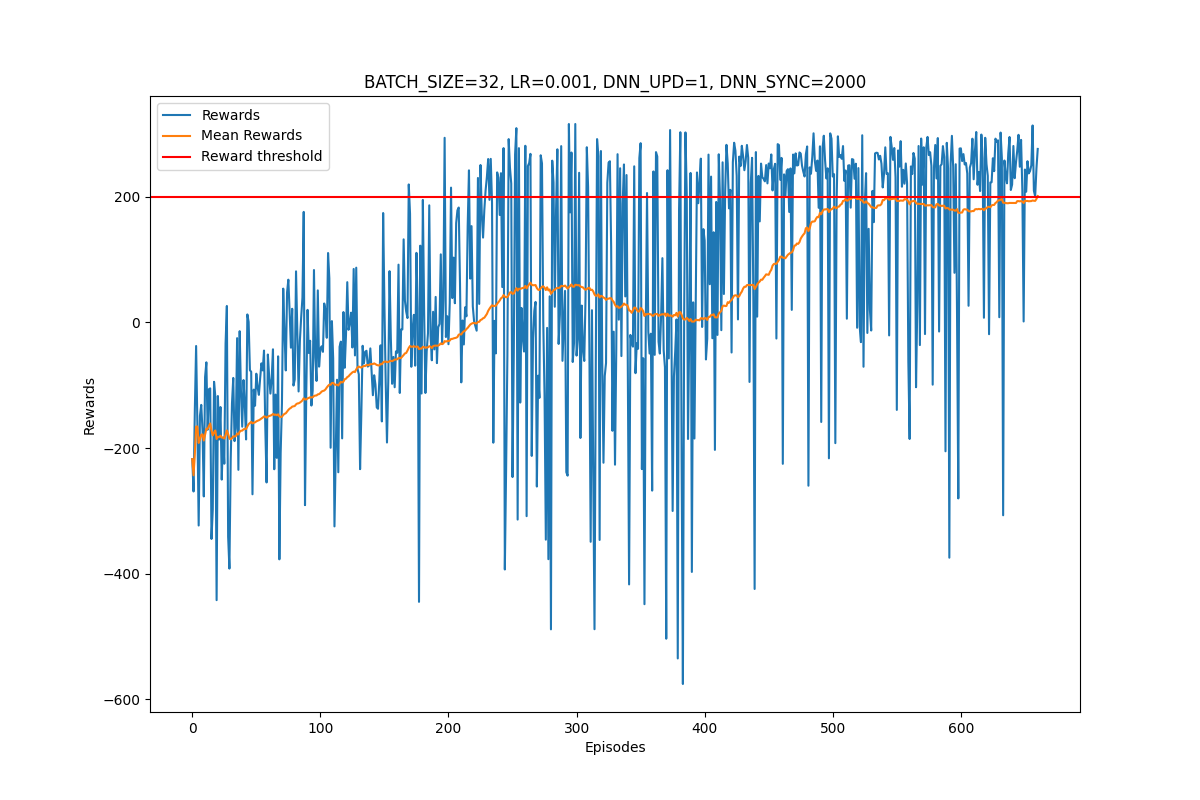 BATCH_SIZE=32, LR=0.001, DNN_UPD=1, DNN_SYNC=2000
Rewards
Mean Rewards
Reward threshold
200
0
−200
−400
−600
Rewards
0
100
200
300
400
500
600
Episodes